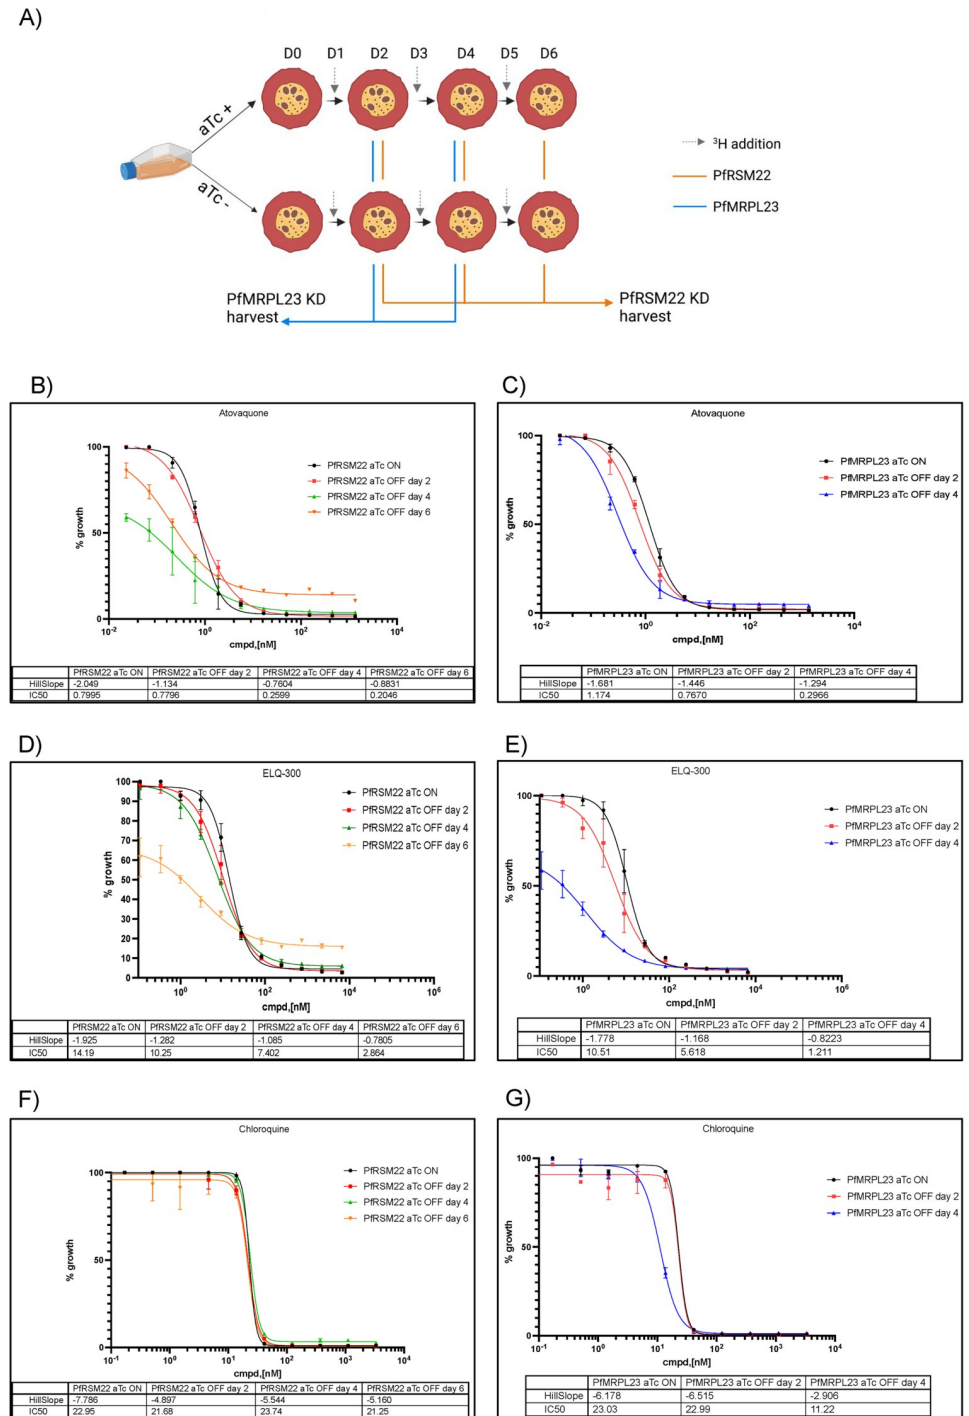 A)
D0 D1 D2 D3 D4 D5 D6
aTc +
aTc -
³H addition
PfRSM22
PfMRPL23
PfMRPL23 KD
harvest
PfRSM22 KD
harvest
B)
Atovaquone
% growth
100
50
0
10-2 100 102 104
cmpd,[nM]
PfRSM22 aTc ON
PfRSM22 aTc OFF day 2
PfRSM22 aTc OFF day 4
PfRSM22 aTc OFF day 6
PfRSM22 aTc ON PfRSM22 aTc OFF day 2 PfRSM22 aTc OFF day 4 PfRSM22 aTc OFF day 6
HillSlope -2.049 -1.134 -0.7604 -0.8831
IC50 0.7995 0.7796 0.2599 0.2046
C)
Atovaquone
% growth
100
50
0
10-2 100 102 104
cmpd,[nM]
PfMRPL23 aTc ON
PfMRPL23 aTc OFF day 2
PfMRPL23 aTc OFF day 4
PfMRPL23 aTc ON PfMRPL23 aTc OFF day 2 PfMRPL23 aTc OFF day 4
HillSlope -1.681 -1.446 -1.294
IC50 1.174 0.7670 0.2966
D)
ELQ-300
% growth
100
90
80
70
60
50
40
30
20
10
0
100 102 104 106
cmpd,[nM]
PfRSM22 aTc ON
PfRSM22 aTc OFF day 2
PfRSM22 aTc OFF day 4
PfRSM22 aTc OFF day 6
PfRSM22 aTc ON PfRSM22 aTc OFF day 2 PfRSM22 aTc OFF day 4 PfRSM22 aTc OFF day 6
HillSlope -1.925 -1.282 -1.085 -0.7805
IC50 14.19 10.25 7.402 2.864
E)
ELQ-300
% growth
100
50
0
100 102 104 106
cmpd,[nM]
PfMRPL23 aTc ON
PfMRPL23 aTc OFF day 2
PfMRPL23 aTc OFF day 4
PfMRPL23 aTc ON PfMRPL23 aTc OFF day 2 PfMRPL23 aTc OFF day 4
HillSlope -1.778 -1.168 -0.8223
IC50 10.51 5.618 1.211
F)
Chloroquine
% growth
100
50
0
10-1 100 101 102 103 104
cmpd,[nM]
PfRSM22 aTc ON
PfRSM22 aTc OFF day 2
PfRSM22 aTc OFF day 4
PfRSM22 aTc OFF day 6
PfRSM22 aTc ON PfRSM22 aTc OFF day 2 PfRSM22 aTc OFF day 4 PfRSM22 aTc OFF day 6
HillSlope -7.786 -4.897 -5.544 -5.160
IC50 22.95 21.68 23.74 21.25
G)
Chloroquine
% growth
100
50
0
10-1 100 101 102 103 104
cmpd,[nM]
PfMRPL23 aTc ON
PfMRPL23 aTc OFF day 2
PfMRPL23 aTc OFF day 4
PfMRPL23 aTc ON PfMRPL23 aTc OFF day 2 PfMRPL23 aTc OFF day 4
HillSlope -6.178 -6.515 -2.906
IC50 23.03 22.99 11.22